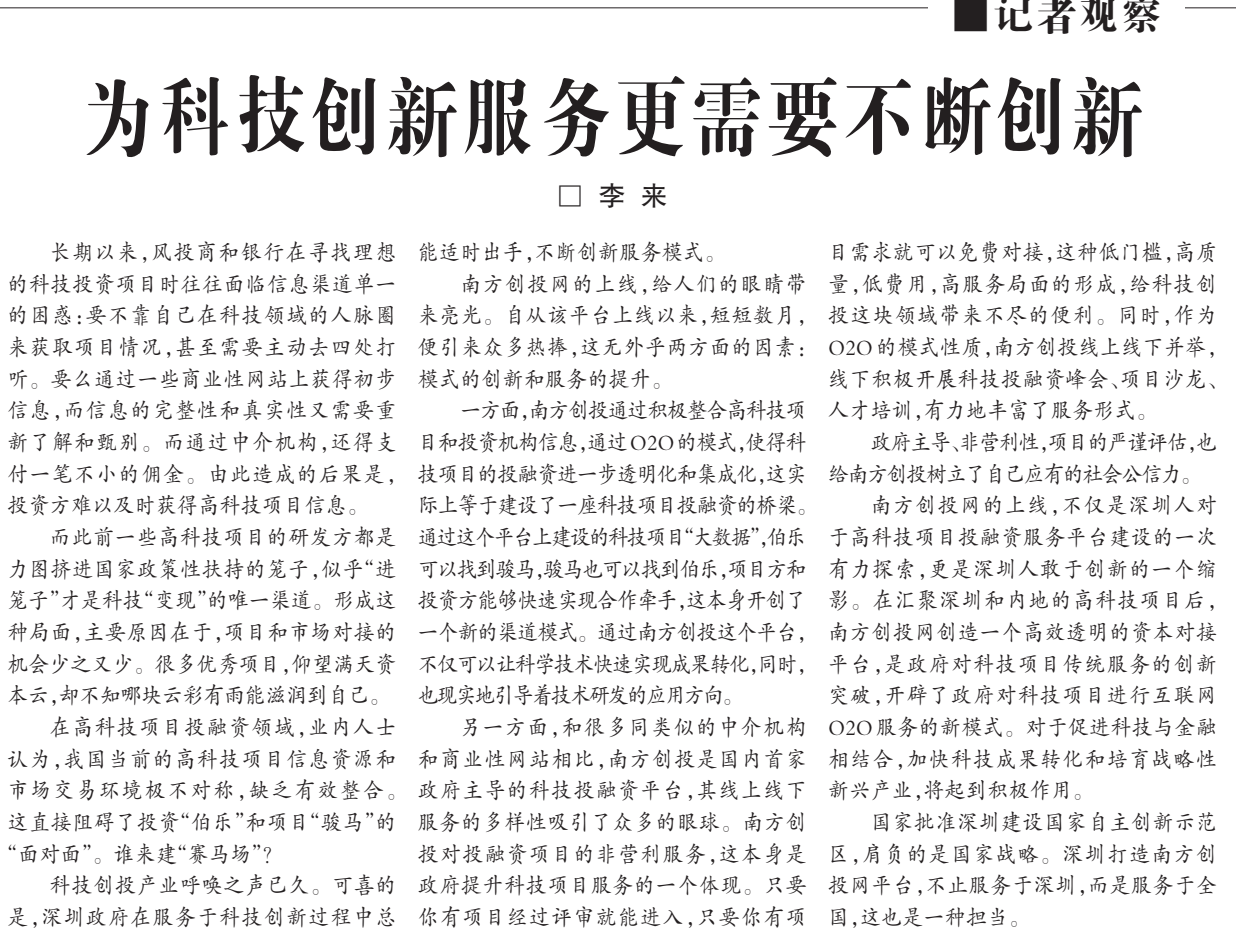 ■记者观察
为科技创新服务更需要不断创新
□ 李 来
长期以来,风投商和银行在寻找理想
的科技投资项目时往往面临信息渠道单一
的困惑:要不靠自己在科技领域的人脉圈
来获取项目情况,甚至需要主动去四处打
听。要么通过一些商业性网站上获得初步
信息,而信息的完整性和真实性又需要重
新了解和甄别。而通过中介机构,还得支
付一笔不小的佣金。由此造成的后果是,
投资方难以及时获得高科技项目信息。
而此前一些高科技项目的研发方都是
力图挤进国家政策性扶持的笼子,似乎“进
笼子”才是科技“变现”的唯一渠道。形成这
种局面,主要原因在于,项目和市场对接的
机会少之又少。很多优秀项目,仰望满天资
本云,却不知哪块云彩有雨能滋润到自己。
在高科技项目投融资领域,业内人士
认为,我国当前的高科技项目信息资源和
市场交易环境极不对称,缺乏有效整合。
这直接阻碍了投资“伯乐”和项目“骏马”的
“面对面”。谁来建“赛马场”?
科技创投产业呼唤之声已久。可喜的
是,深圳政府在服务于科技创新过程中总
能适时出手,不断创新服务模式。
南方创投网的上线,给人们的眼睛带
来亮光。自从该平台上线以来,短短数月,
便引来众多热捧,这无外乎两方面的因素:
模式的创新和服务的提升。
一方面,南方创投通过积极整合高科技项
目和投资机构信息,通过O2O的模式,使得科
技项目的投融资进一步透明化和集成化,这实
际上等于建设了一座科技项目投融资的桥梁。
通过这个平台上建设的科技项目“大数据”,伯乐
可以找到骏马,骏马也可以找到伯乐,项目方和
投资方能够快速实现合作牵手,这本身开创了
一个新的渠道模式。通过南方创投这个平台,
不仅可以让科学技术快速实现成果转化,同时,
也现实地引导着技术研发的应用方向。
另一方面,和很多同类似的中介机构
和商业性网站相比,南方创投是国内首家
政府主导的科技投融资平台,其线上线下
服务的多样性吸引了众多的眼球。南方创
投对投融资项目的非营利服务,这本身是
政府提升科技项目服务的一个体现。只要
你有项目经过评审就能进入,只要你有项
目需求就可以免费对接,这种低门槛,高质
量,低费用,高服务局面的形成,给科技创
投这块领域带来不尽的便利。同时,作为
O2O的模式性质,南方创投线上线下并举,
线下积极开展科技投融资峰会、项目沙龙、
人才培训,有力地丰富了服务形式。
政府主导、非营利性,项目的严谨评估,也
给南方创投树立了自己应有的社会公信力。
南方创投网的上线,不仅是深圳人对
于高科技项目投融资服务平台建设的一次
有力探索,更是深圳人敢于创新的一个缩
影。在汇聚深圳和内地的高科技项目后,
南方创投网创造一个高效透明的资本对接
平台,是政府对科技项目传统服务的创新
突破,开辟了政府对科技项目进行互联网
O2O服务的新模式。对于促进科技与金融
相结合,加快科技成果转化和培育战略性
新兴产业,将起到积极作用。
国家批准深圳建设国家自主创新示范
区,肩负的是国家战略。深圳打造南方创
投网平台,不止服务于深圳,而是服务于全
国,这也是一种担当。